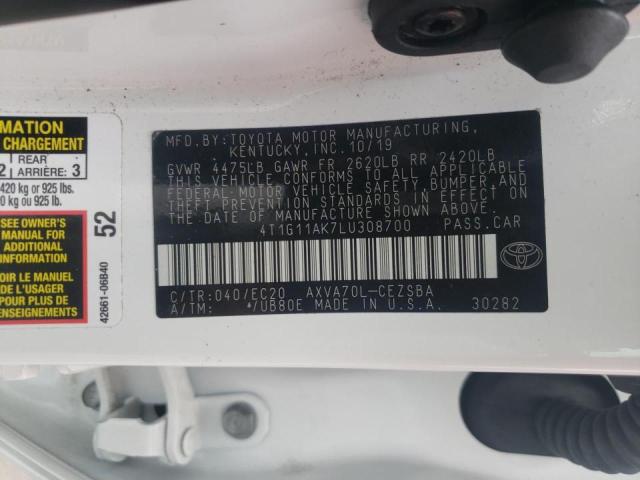 MATION
CHARGEMENT
2 REAR ARRIÈRE: 3
420 kg or 925 lbs.
0 kg ou 925 lb.
SEE OWNER'S
MANUAL FOR
ADDITIONAL
INFORMATION
VOIR LE MANUEL
DE L'USAGER
POUR PLUS DE
RENSEIGNEMENTS
52
42661-06B40
MFD. BY: TOYOTA MOTOR MANUFACTURING,
KENTUCKY, INC. 10/19
GVWR 4475LB GAWR FR 2620LB RR 2420LB
THIS VEHICLE CONFORMS TO ALL APPLICABLE
FEDERAL MOTOR VEHICLE SAFETY, BUMPER, AND
THEFT PREVENTION STANDARDS IN EFFECT ON
THE DATE OF MANUFACTURE SHOWN ABOVE.
4T1G11AK7LU308700 PASS.CAR
C/TR: 040/EC20 AXVA70L-CEZSBA
A/TM: */UB80E MADE IN U.S.A. 30282